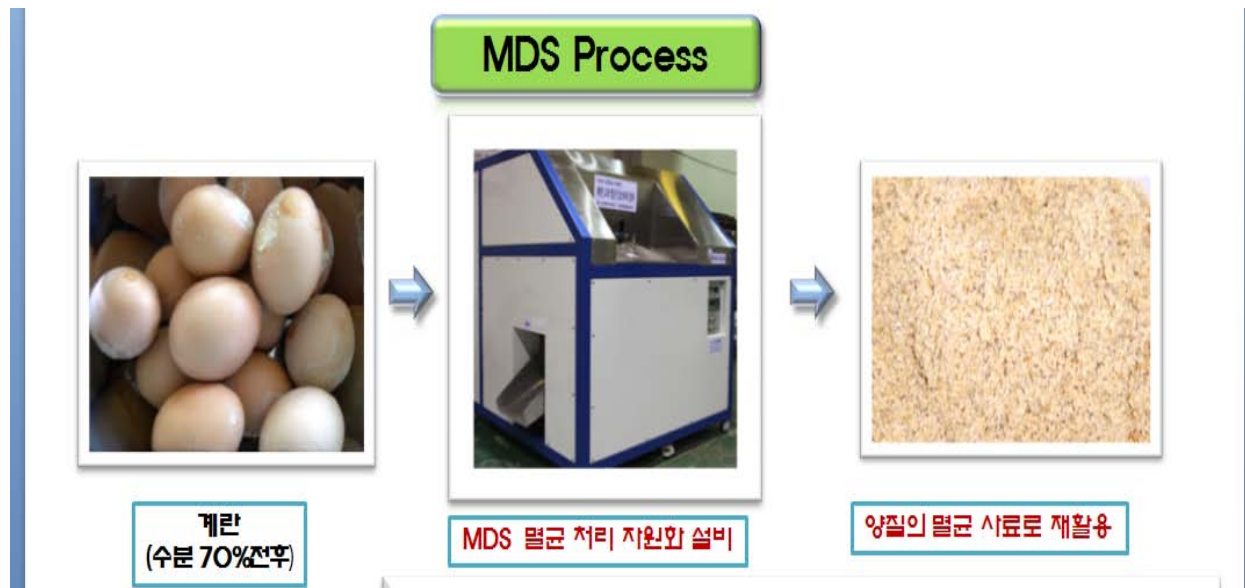 MDS Process
계란
(수분 70%전후)
MDS 멸균 처리 자원화 설비
양질의 멸균 사료로 재활용